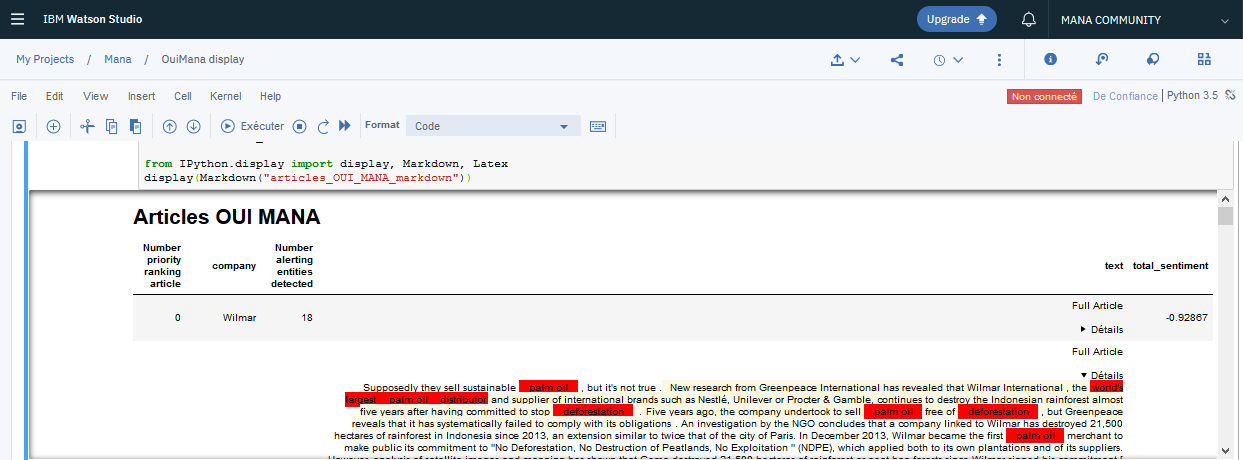 IBM Watson Studio
Upgrade
MANA COMMUNITY
My Projects / Mana / OuiMana display
File Edit View Insert Cell Kernel Help
Non connecté De Confiance | Python 3.5
Exécuter Format Code
from IPython.display import display, Markdown, Latex
display(Markdown("articles_OUI_MANA_markdown"))
Articles OUI MANA
Number priority ranking article company Number alerting entities detected text total_sentiment
0 Wilmar 18 Full Article -0.92867
Détails
Full Article
Détails
Supposedly they sell sustainable palm oil , but it's not true . New research from Greenpeace International has revealed that Wilmar International , the world's
largest palm oil distributor and supplier of international brands such as Nestlé, Unilever or Procter & Gamble, continues to destroy the Indonesian rainforest almost
five years after having committed to stop deforestation . Five years ago, the company undertook to sell palm oil free of deforestation , but Greenpeace
reveals that it has systematically failed to comply with its obligations . An investigation by the NGO concludes that a company linked to Wilmar has destroyed 21,500
hectares of rainforest in Indonesia since 2013, an extension similar to twice that of the city of Paris. In December 2013, Wilmar became the first palm oil merchant to
make public its commitment to "No Deforestation, No Destruction of Peatlands, No Exploitation " (NDPE), which applied both to its own plantations and of its suppliers.